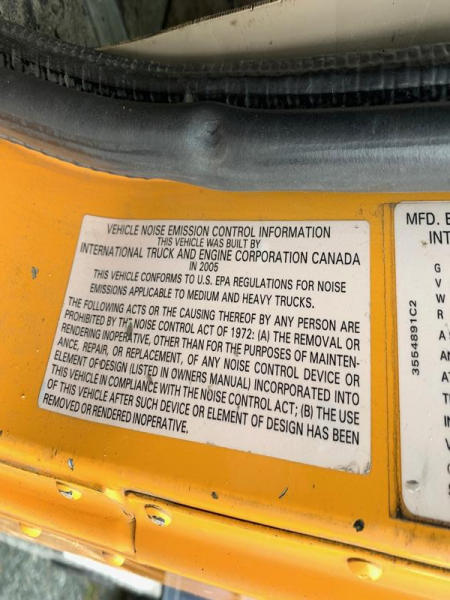 VEHICLE NOISE EMISSION CONTROL INFORMATION
THIS VEHICLE WAS BUILT BY
INTERNATIONAL TRUCK AND ENGINE CORPORATION CANADA
IN 2005
THIS VEHICLE CONFORMS TO U.S. EPA REGULATIONS FOR NOISE
EMISSIONS APPLICABLE TO MEDIUM AND HEAVY TRUCKS.
THE FOLLOWING ACTS OR THE CAUSING THEREOF BY ANY PERSON ARE
PROHIBITED BY THE NOISE CONTROL ACT OF 1972: (A) THE REMOVAL OR
RENDERING INOPERATIVE, OTHER THAN FOR THE PURPOSES OF MAINTEN-
ANCE, REPAIR, OR REPLACEMENT, OF ANY NOISE CONTROL DEVICE OR
ELEMENT OF DESIGN (LISTED IN OWNERS MANUAL) INCORPORATED INTO
THIS VEHICLE IN COMPLIANCE WITH THE NOISE CONTROL ACT; (B) THE USE
OF THIS VEHICLE AFTER SUCH DEVICE OR ELEMENT OF DESIGN HAS BEEN
REMOVED OR RENDERED INOPERATIVE.
3554891C2
MFD. B
INT
G
V
W
R
A
AN
AT
TI
IN
V